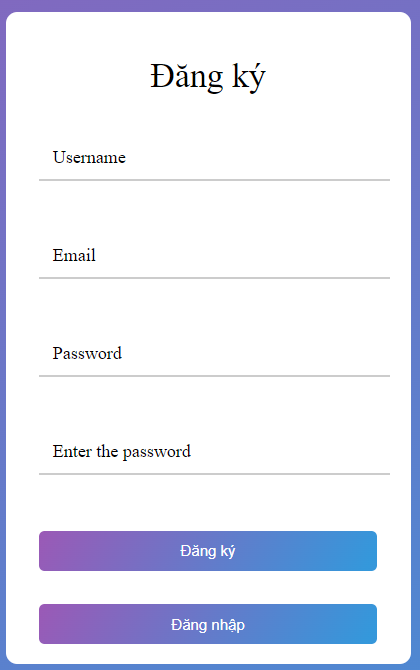 Đăng ký
Username
Email
Password
Enter the password
Đăng ký
Đăng nhập